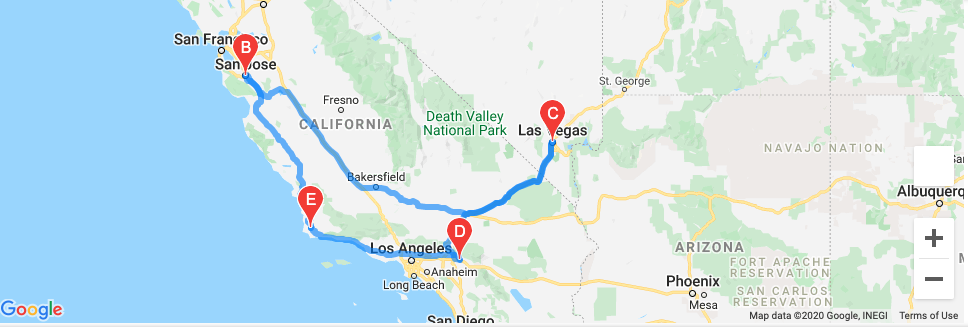 San Francisco
B
San Jose
Fresno
CALIFORNIA
Death Valley
National Park
St. George
C
Las Vegas
NAVAJO NATION
San
Bakersfield
E
D
Los Angeles
Anaheim
Long Beach
San Diego
ARIZONA
Albuquerq
FORT APACHE
RESERVATION
Phoenix
Mesa
SAN CARLOS
RESERVATION
N
+
−
Google
Map data ©2020 Google, INEGI
Terms of Use